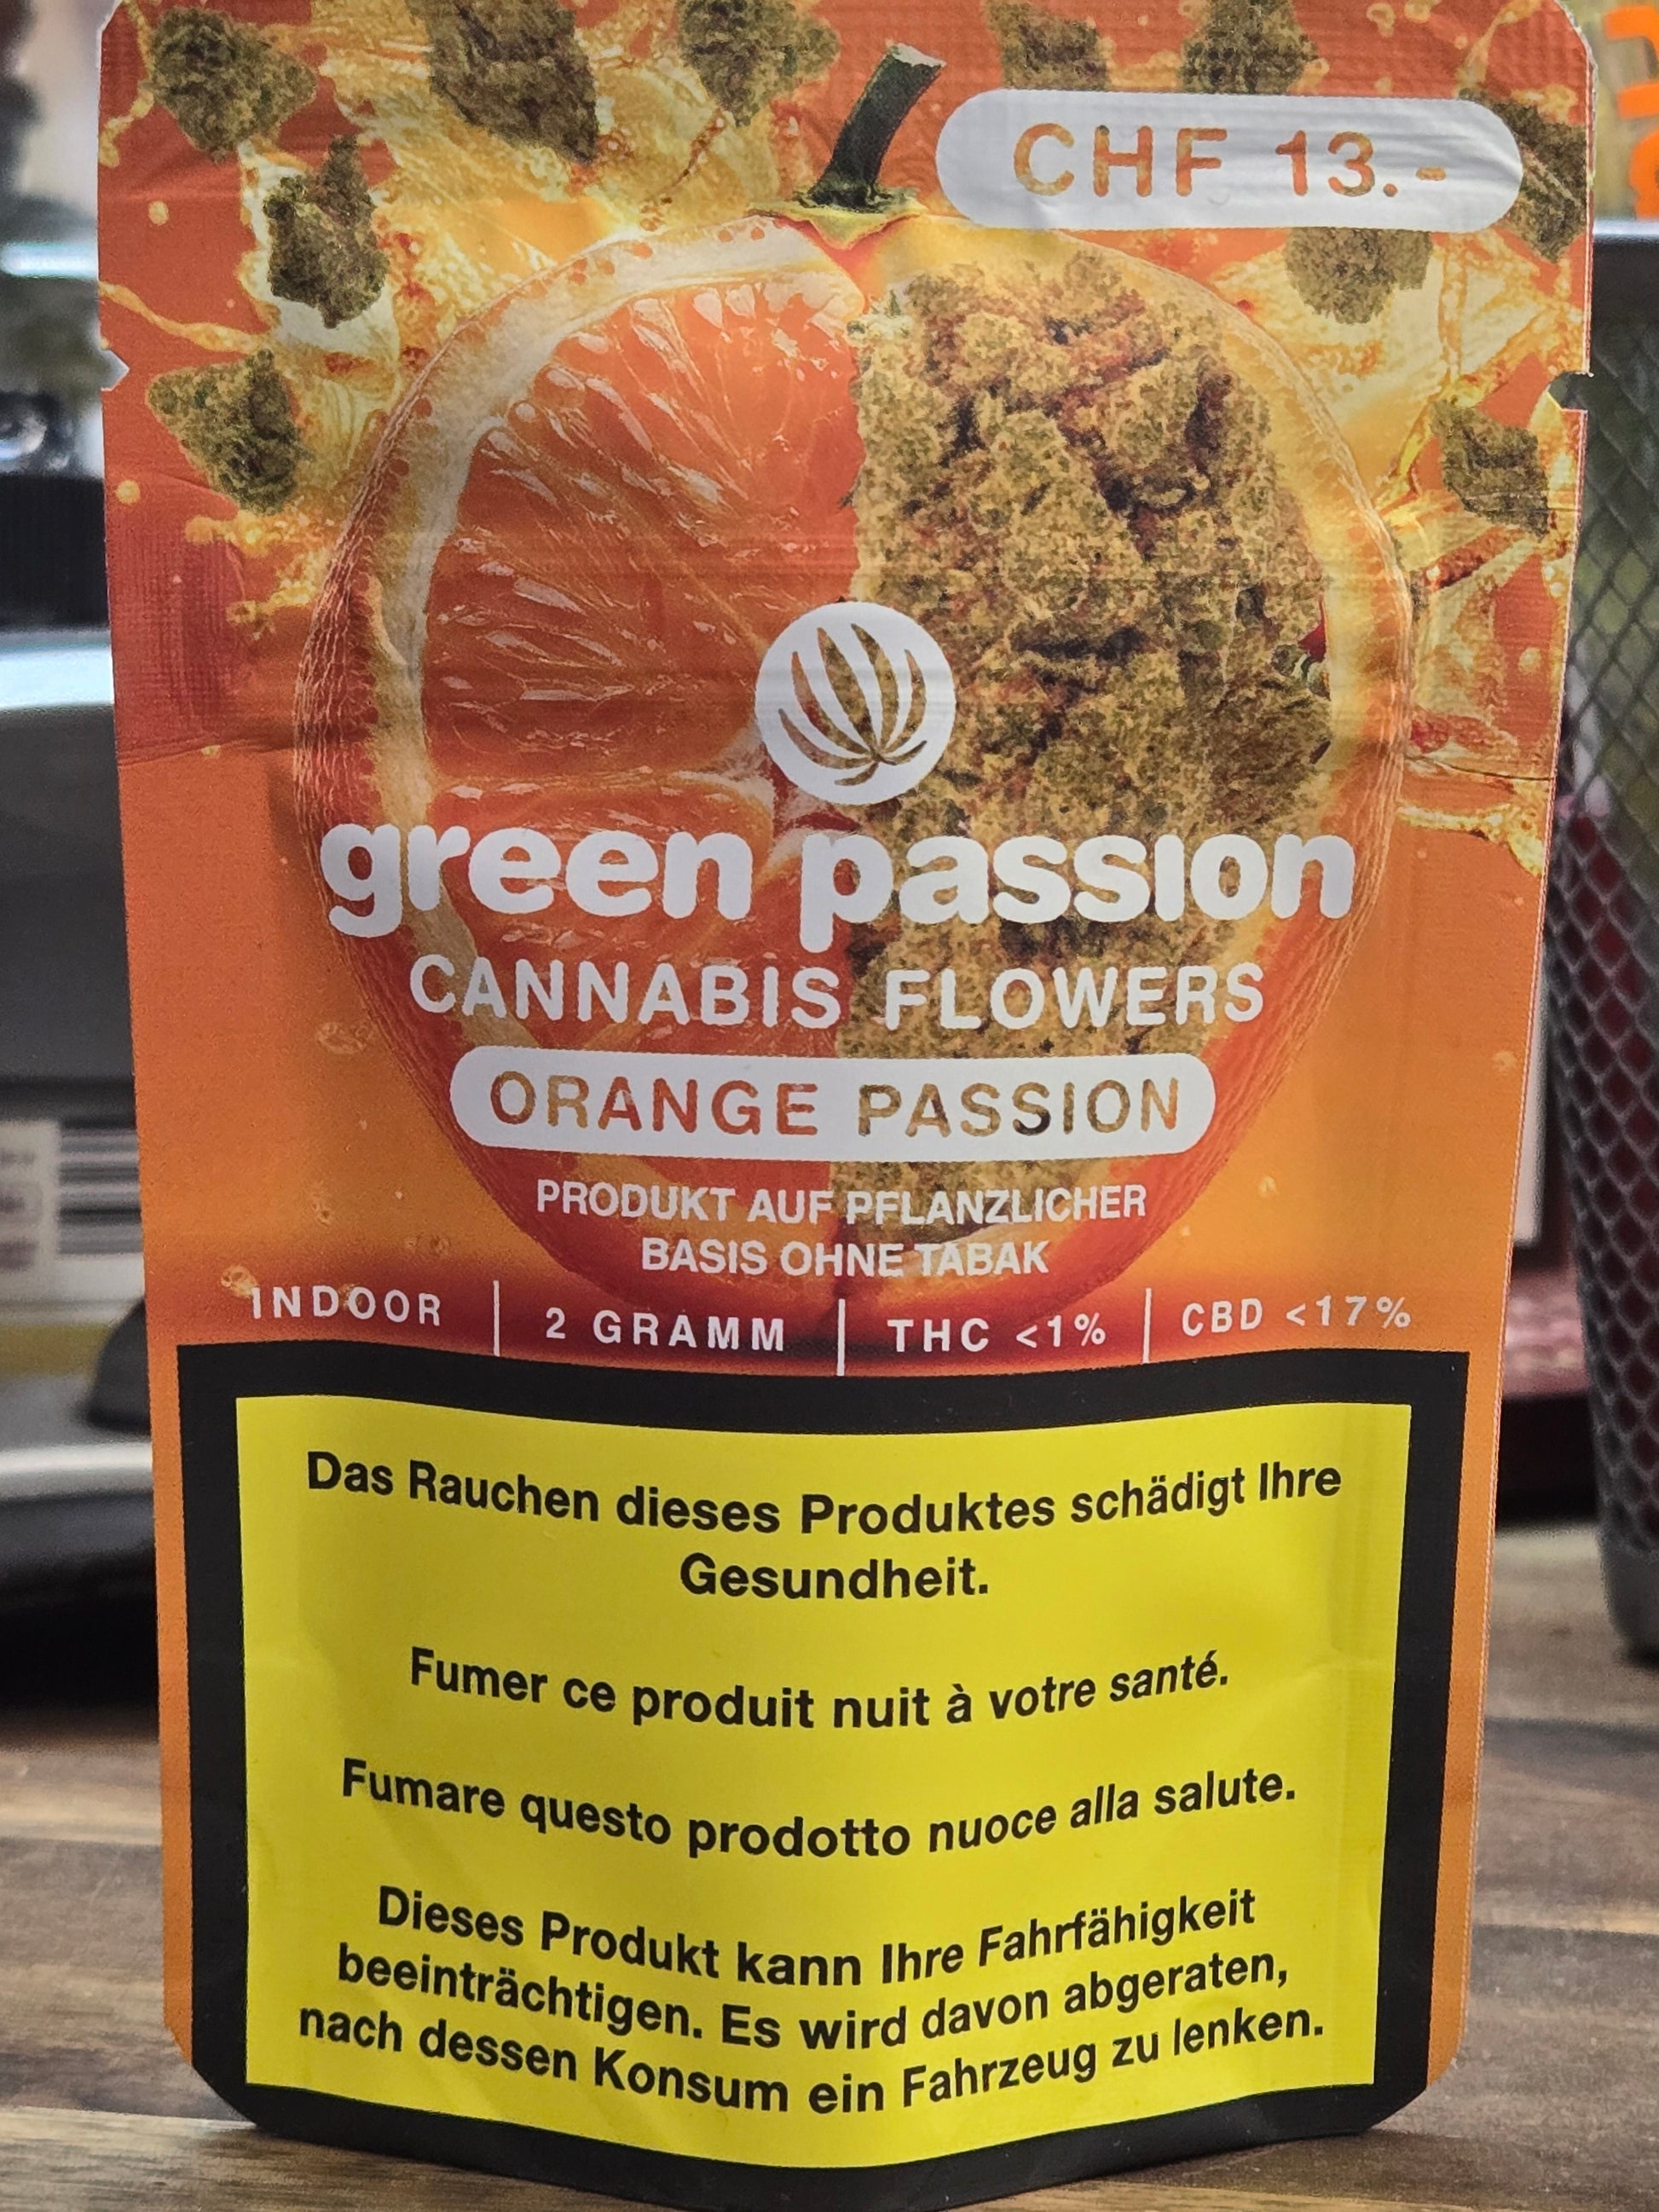 CHF 13.-
green passion
CANNABIS FLOWERS
ORANGE PASSION
PRODUKT AUF PFLANZLICHER
BASIS OHNE TABAK
INDOOR | 2 GRAMM | THC <1% | CBD <17%
Das Rauchen dieses Produktes schädigt Ihre
Gesundheit.
Fumer ce produit nuit à votre santé.
Fumare questo prodotto nuoce alla salute.
Dieses Produkt kann Ihre Fahrfähigkeit
beeinträchtigen. Es wird davon abgeraten,
nach dessen Konsum ein Fahrzeug zu lenken.